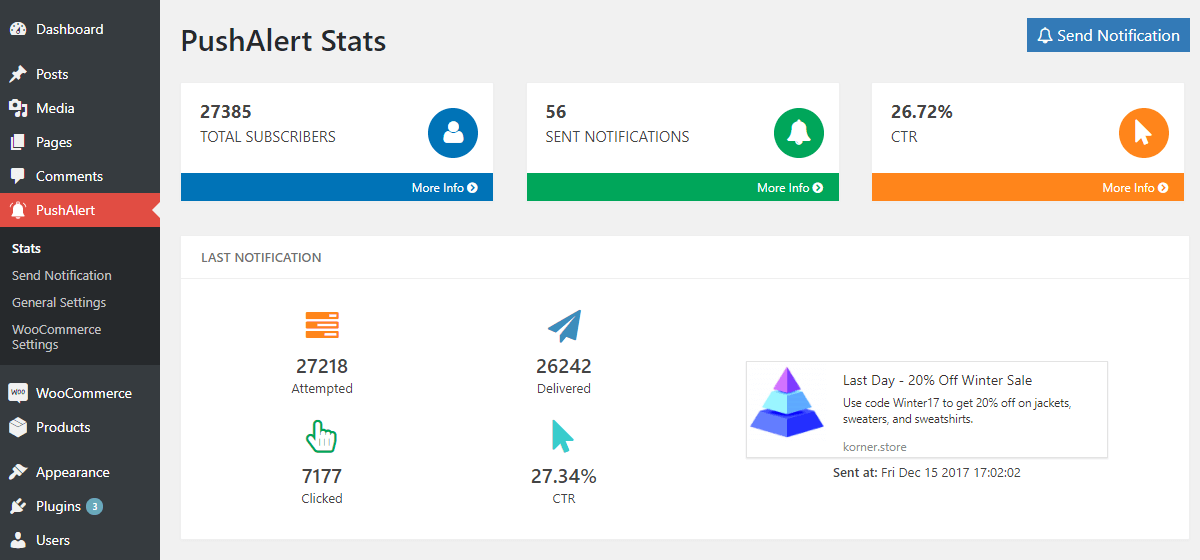 Dashboard
Posts
Media
Pages
Comments
PushAlert
Stats
Send Notification
General Settings
WooCommerce
Settings
WOO
WooCommerce
Products
Appearance
Plugins 3
Users
PushAlert Stats
Send Notification
27385
TOTAL SUBSCRIBERS
More Info
56
SENT NOTIFICATIONS
More Info
26.72%
CTR
More Info
LAST NOTIFICATION
27218
Attempted
26242
Delivered
7177
Clicked
27.34%
CTR
Last Day - 20% Off Winter Sale
Use code Winter17 to get 20% off on jackets,
sweaters, and sweatshirts.
korner.store
Sent at: Fri Dec 15 2017 17:02:02